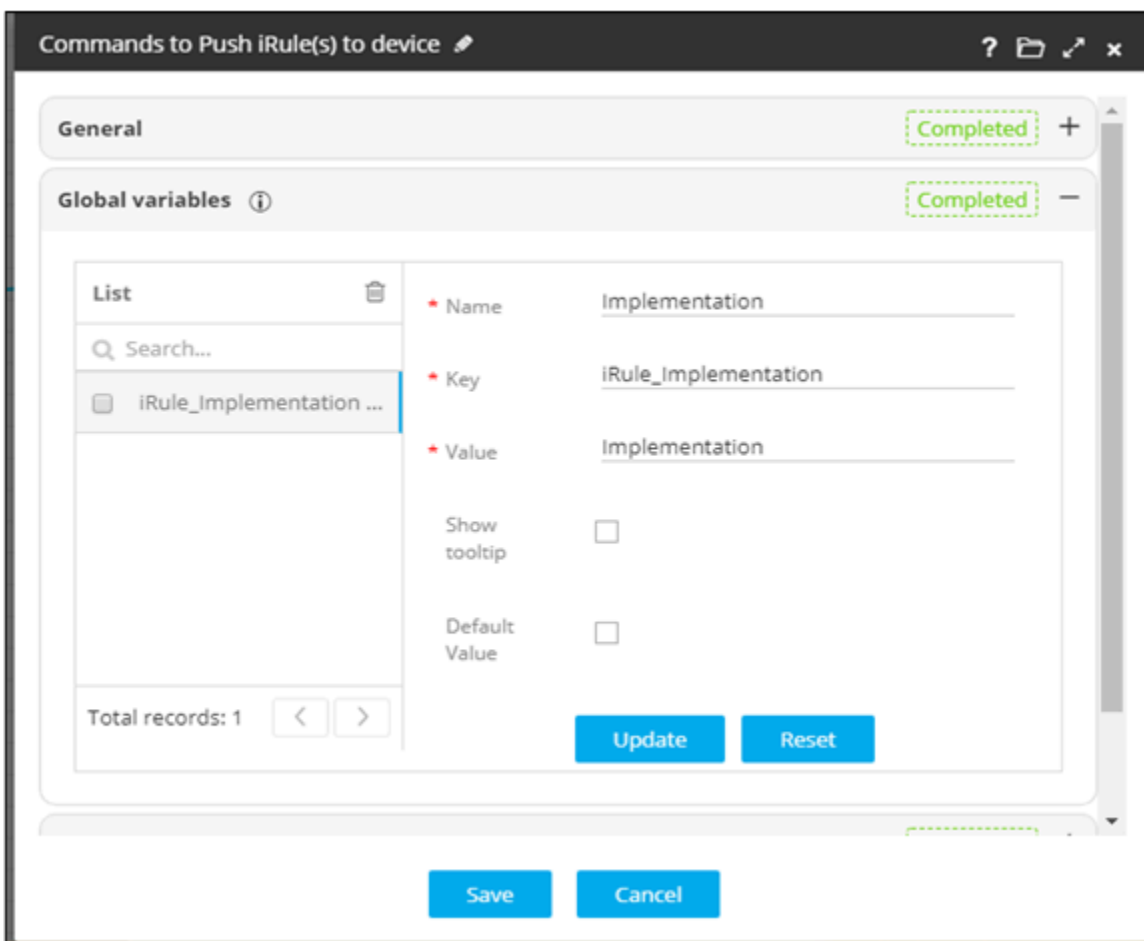 Commands to Push iRule(s) to device
?
General
Completed
Global variables
Completed
List
Search...
iRule_Implementation ...
Total records: 1
* Name
Implementation
* Key
iRule_Implementation
* Value
Implementation
Show
tooltip
Default
Value
Update
Reset
Save
Cancel